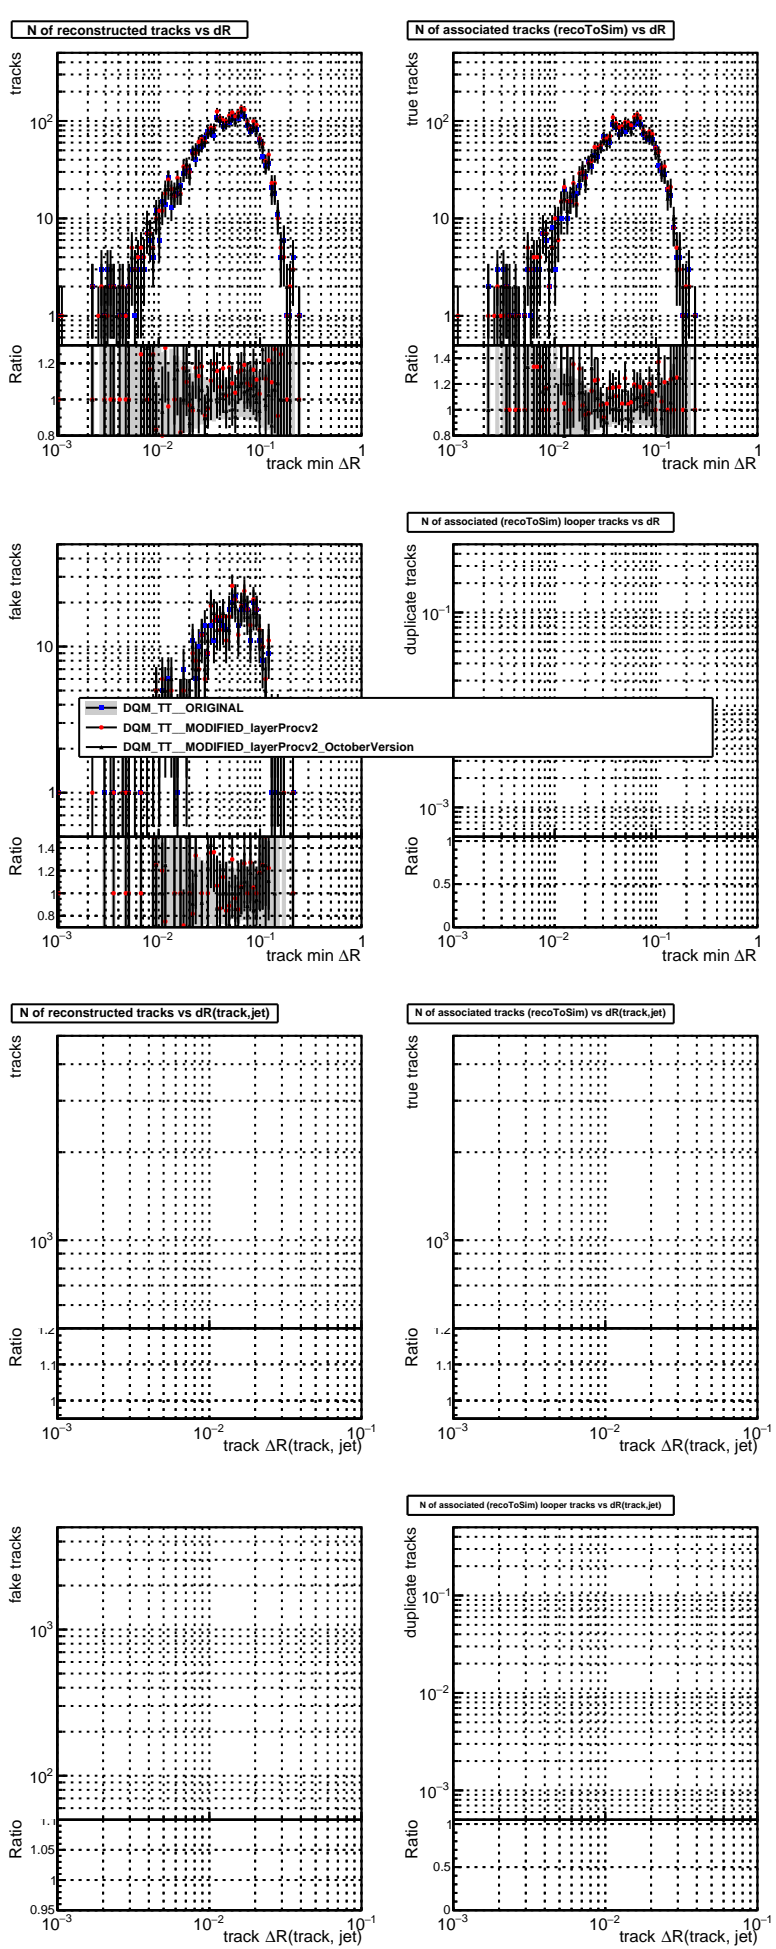 N of reconstructed tracks vs dR
tracks
10²
10
1
Ratio
1.2
1
0.8
10⁻³ 10⁻² 10⁻¹ 1
track min ΔR
N of associated tracks (recoToSim) vs dR
true tracks
10²
10
1
Ratio
1.4
1.2
1
0.8
10⁻³ 10⁻² 10⁻¹ 1
track min ΔR
fake tracks
10
1
Ratio
1.4
1.2
1
0.8
10⁻³ 10⁻² 10⁻¹ 1
track min ΔR
N of associated (recoToSim) looper tracks vs dR
duplicate tracks
10⁻¹
10⁻³
Ratio
1
0.5
0
10⁻³ 10⁻² 10⁻¹ 1
track min ΔR
DQM_TT__ORIGINAL
DQM_TT__MODIFIED_layerProcv2
DQM_TT__MODIFIED_layerProcv2_OctoberVersion
N of reconstructed tracks vs dR(track,jet)
tracks
10³
Ratio
1.2
1.1
1
10⁻³ 10⁻² 10⁻¹
track ΔR(track, jet)
N of associated tracks (recoToSim) vs dR(track,jet)
true tracks
10³
Ratio
1.2
1.1
1
10⁻³ 10⁻² 10⁻¹
track ΔR(track, jet)
fake tracks
10³
10²
Ratio
1.1
1.05
1
0.95
10⁻³ 10⁻² 10⁻¹
track ΔR(track, jet)
N of associated (recoToSim) looper tracks vs dR(track,jet)
duplicate tracks
10⁻¹
10⁻²
10⁻³
Ratio
1
0.5
0
10⁻³ 10⁻² 10⁻¹
track ΔR(track, jet)